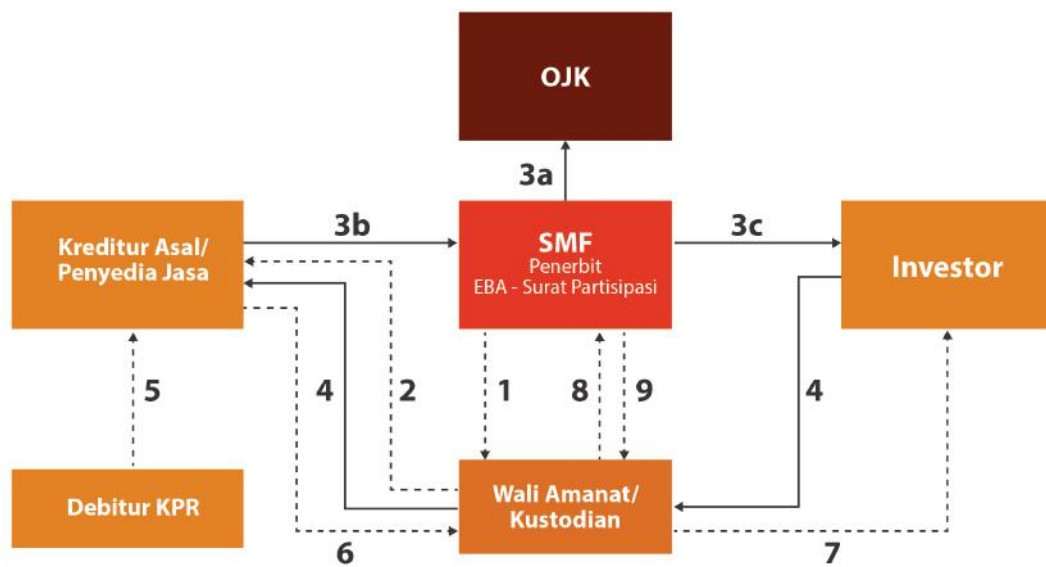 OJK
3a
Kreditur Asal/
Penyedia Jasa
3b
SMF
Penerbit
EBA - Surat Partisipasi
3c
Investor
5
4
2
1
8
9
4
Debitur KPR
Wali Amanat/
Kustodian
6
7